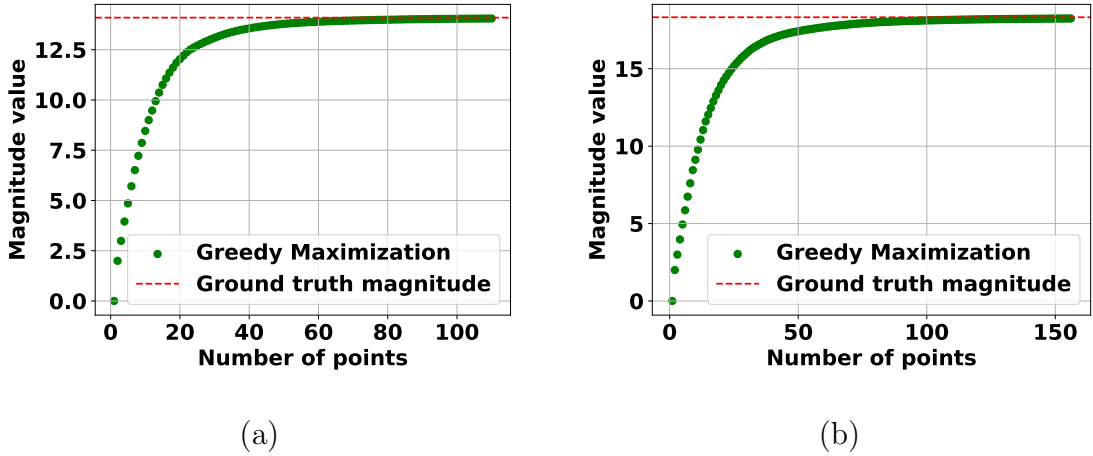 Magnitude value
12.5
10.0
7.5
5.0
2.5
0.0
Greedy Maximization
Ground truth magnitude
0 20 40 60 80 100
Number of points
(a)
Magnitude value
15
10
5
0
Greedy Maximization
Ground truth magnitude
0 50 100 150
Number of points
(b)